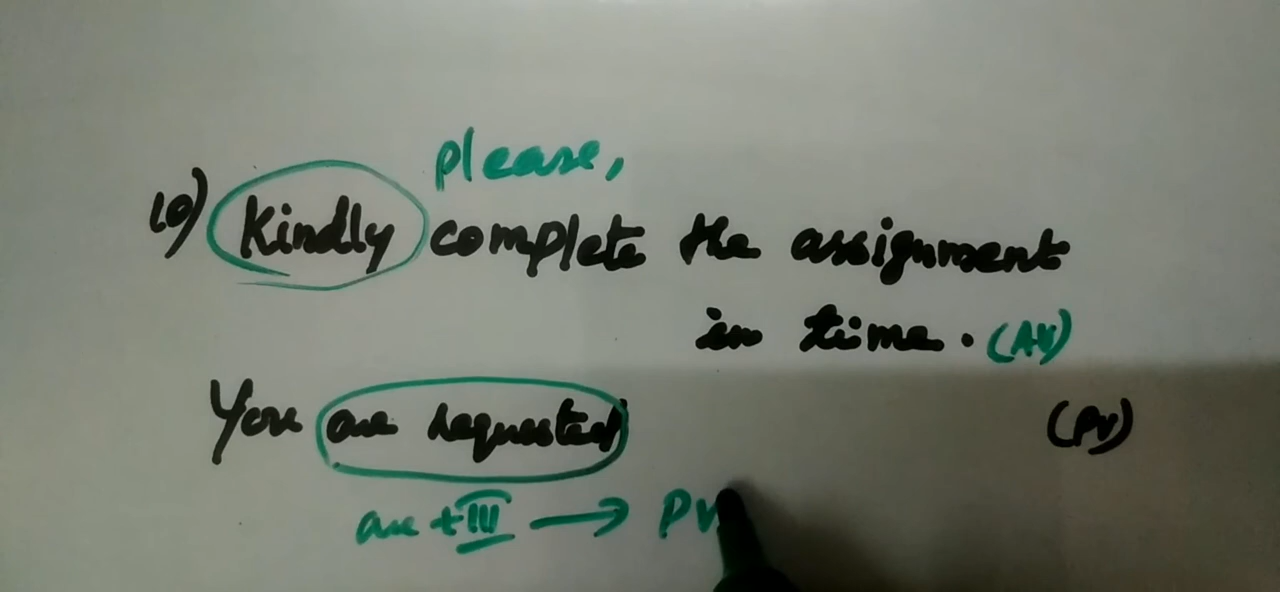 please,
10) Kindly complete the assignment
in time. (AV)
You are requested (PV)
are + III → PV